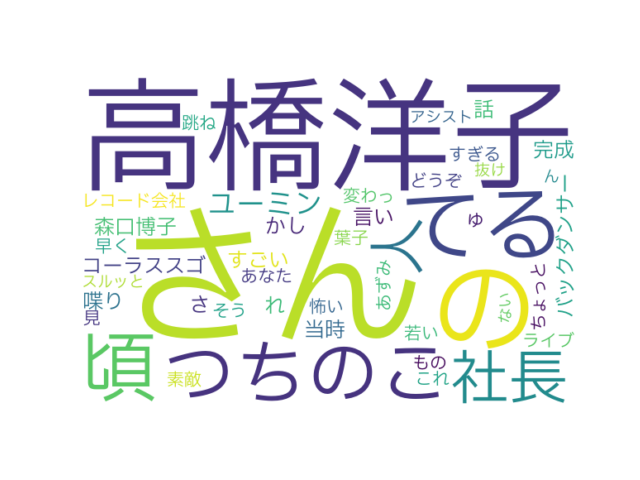 高橋洋子
跳ね
アシスト
話
すぎる
完成
レコード会社
ユーミン
変わっ
どうぞ
抜け
ん
森口博子
かし
言い
人
てる
ゅ
早く
葉子
バックダンサー
コーラススゴ
すごい
さん
の
スルッと
あなた
あずみ
ちょっと
喋り
さ
そう
れ
怖い
ない
見
当時
若い
ライブ
頃
つちのこ
もの
社長
素敵
これ